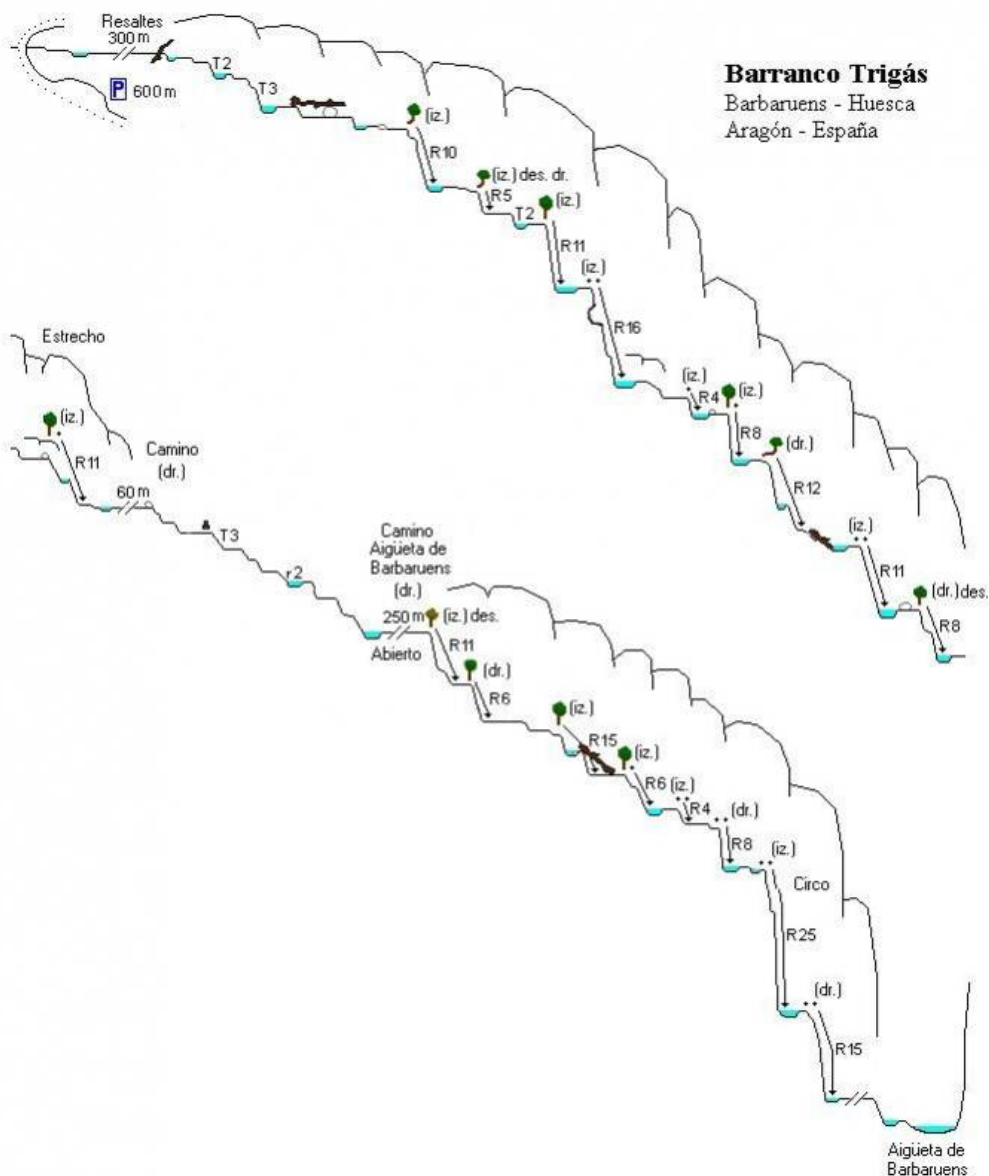 Resaltes
300 m
Barranco Trigás
Barbaruens - Huesca
Aragón - España
P 600 m
T2
T3
(iz.)
R10
(iz.) des. dr.
R5
T2
(iz.)
R11
(iz.)
R16
(iz.)
R4
(iz.)
R8
(dr.)
R12
(iz.)
R11
(dr.) des.
R8
Estrecho
(iz.)
R11
Camino
(dr.)
60 m
T3
r2
Camino
Aigüeta de
Barbaruens
(dr.)
250 m
(iz.) des.
Abierto
R11
(dr.)
R6
(iz.)
R15
(iz.)
R6
(iz.)
R4
(dr.)
R8
(iz.)
Circo
R25
(dr.)
R15
Aigüeta de
Barbaruens